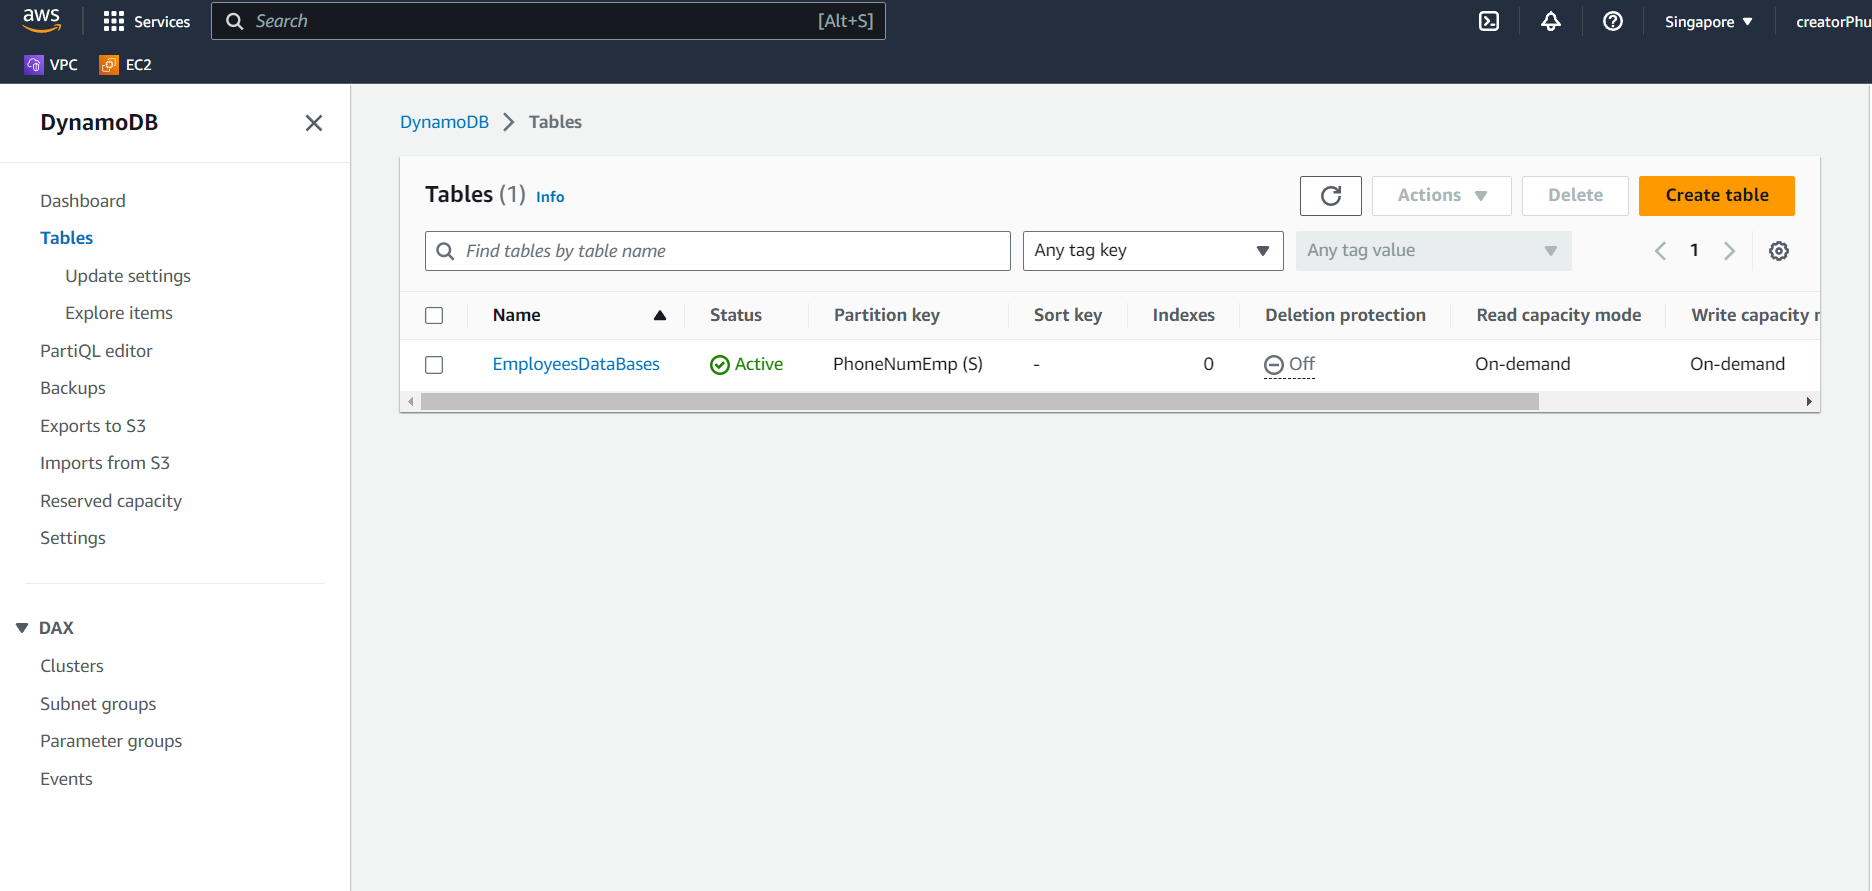 aws
Services
Search
[Alt+S]
Singapore
creatorPhu
VPC
EC2
DynamoDB
Dashboard
Tables
Update settings
Explore items
PartiQL editor
Backups
Exports to S3
Imports from S3
Reserved capacity
Settings
DAX
Clusters
Subnet groups
Parameter groups
Events
DynamoDB > Tables
Tables (1) Info
Actions
Delete
Create table
Find tables by table name
Any tag key
Any tag value
1
Name Status Partition key Sort key Indexes Deletion protection Read capacity mode Write capacity
EmployeesDataBases Active PhoneNumEmp (S) - 0 Off On-demand On-demand